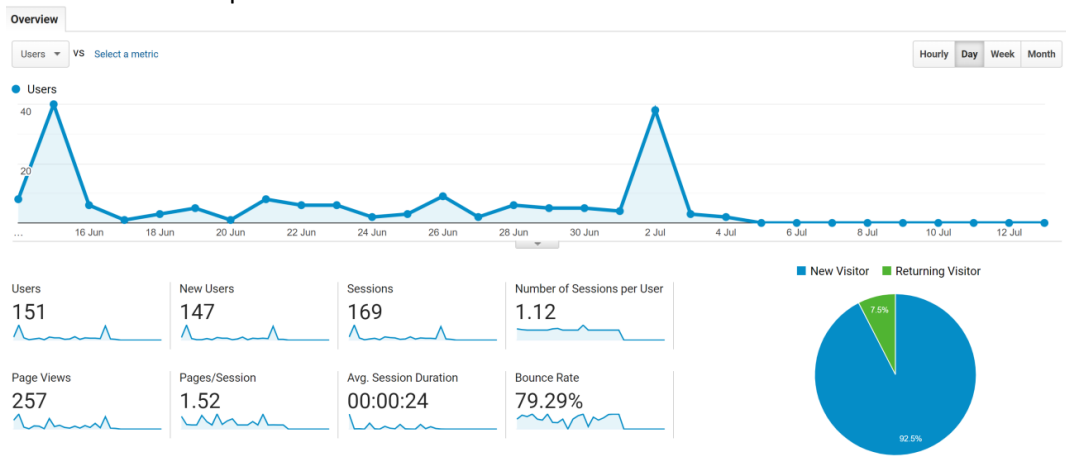 Overview
Users VS Select a metric
Hourly Day Week Month
Users
40
20
... 16 Jun 18 Jun 20 Jun 22 Jun 24 Jun 26 Jun 28 Jun 30 Jun 2 Jul 4 Jul 6 Jul 8 Jul 10 Jul 12 Jul
New Visitor Returning Visitor
Users New Users Sessions Number of Sessions per User
151 147 169 1.12
7.5%
Page Views Pages/Session Avg. Session Duration Bounce Rate
257 1.52 00:00:24 79.29%
92.5%